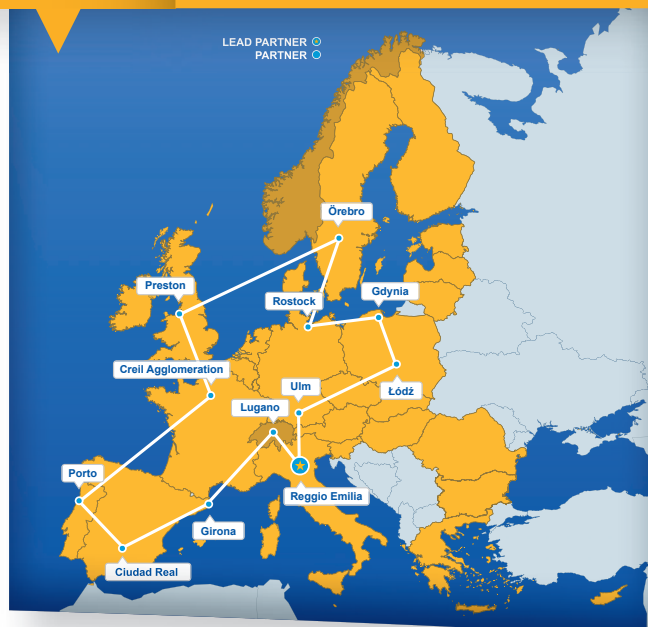 LEAD PARTNER
PARTNER
Örebro
Preston
Gdynia
Rostock
Creil Agglomeration
Ulm
Łódź
Lugano
Porto
Reggio Emilia
Girona
Ciudad Real